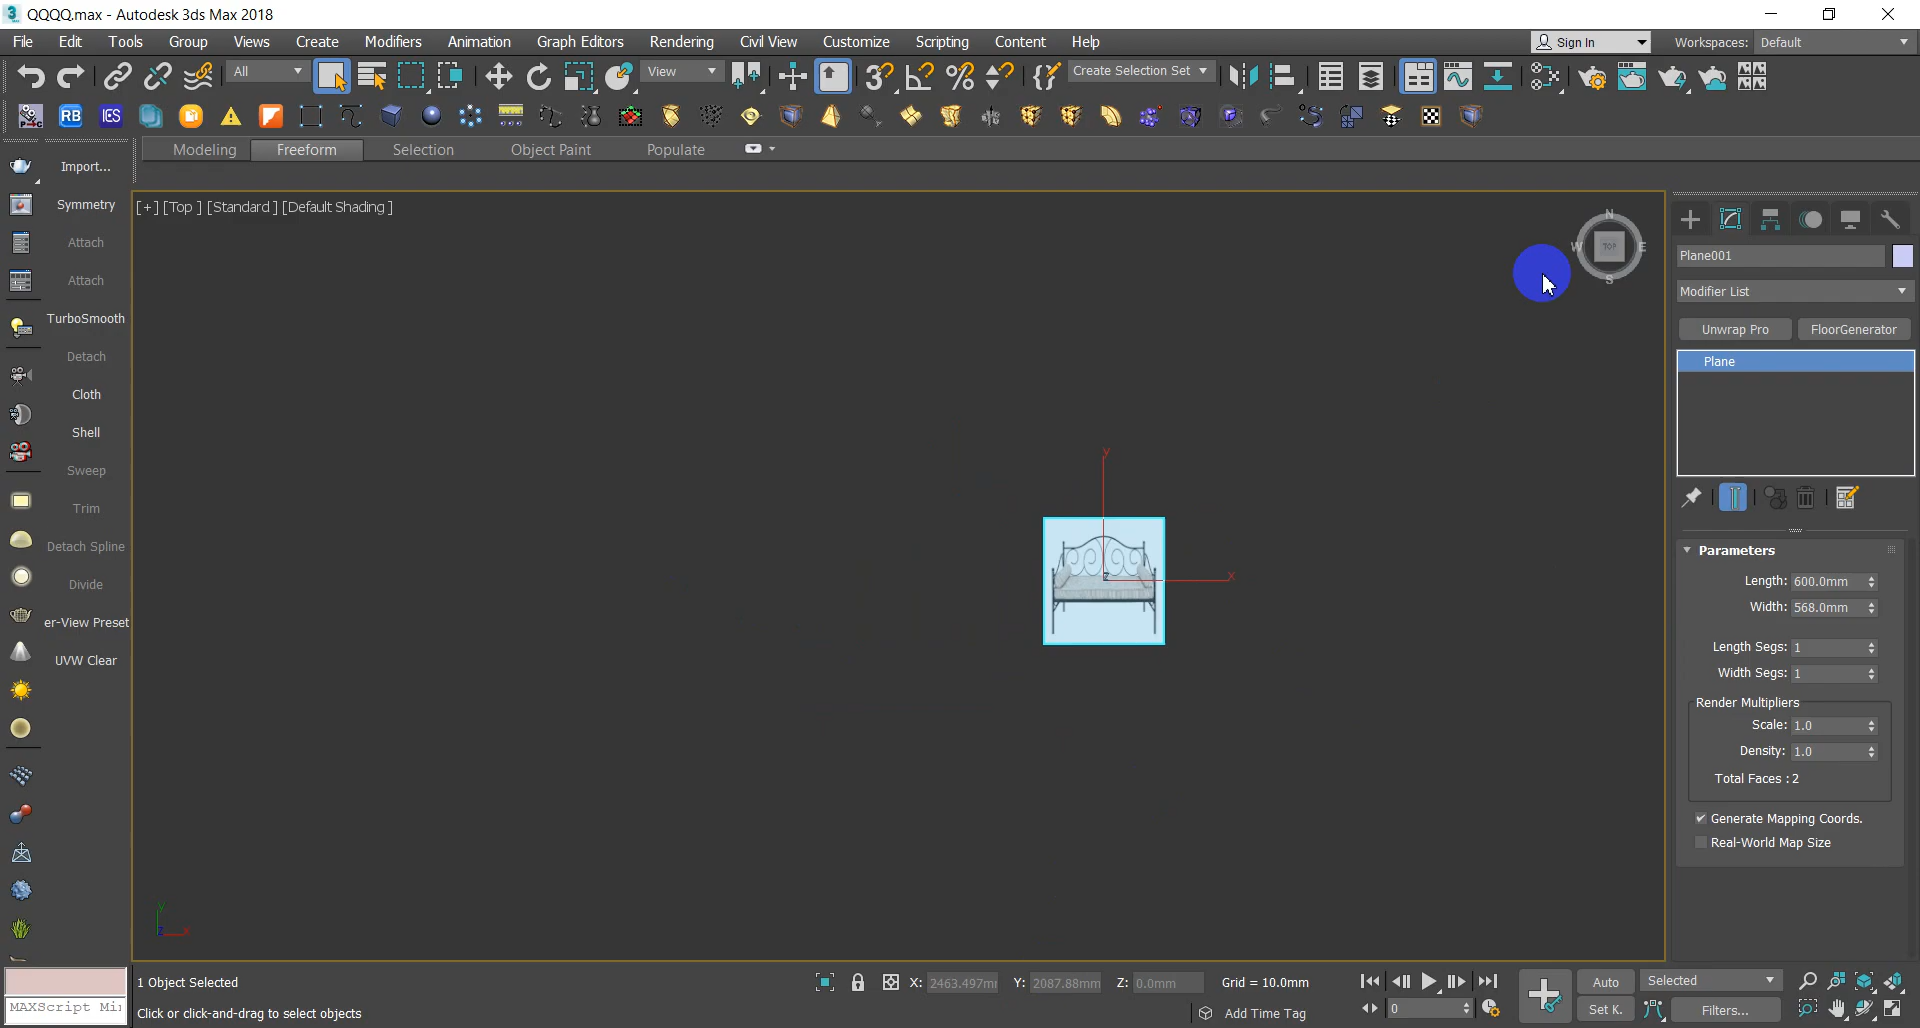 QQQQ.max - Autodesk 3ds Max 2018
File Edit Tools Group Views Create Modifiers Animation Graph Editors Rendering Civil View Customize Scripting Content Help
Sign In Workspaces: Default
All View Create Selection Set
RB IES
Modeling Freeform Selection Object Paint Populate
Import...
Symmetry
Attach
Attach
TurboSmooth
Detach
Cloth
Shell
Sweep
Trim
Detach Spline
Divide
er-View Preset
UVW Clear
[+] [Top ] [Standard ] [Default Shading ]
N
W TOP E
S
y
z x
y
z x
Plane001
Modifier List
Unwrap Pro FloorGenerator
Plane
Parameters
Length: 600.0mm
Width: 568.0mm
Length Segs: 1
Width Segs: 1
Render Multipliers
Scale: 1.0
Density: 1.0
Total Faces : 2
Generate Mapping Coords.
Real-World Map Size
1 Object Selected X: 2463.497m Y: 2087.88mm Z: 0.0mm Grid = 10.0mm Auto Selected
MAXScript Mi Click or click-and-drag to select objects Add Time Tag 0 Set K. Filters...